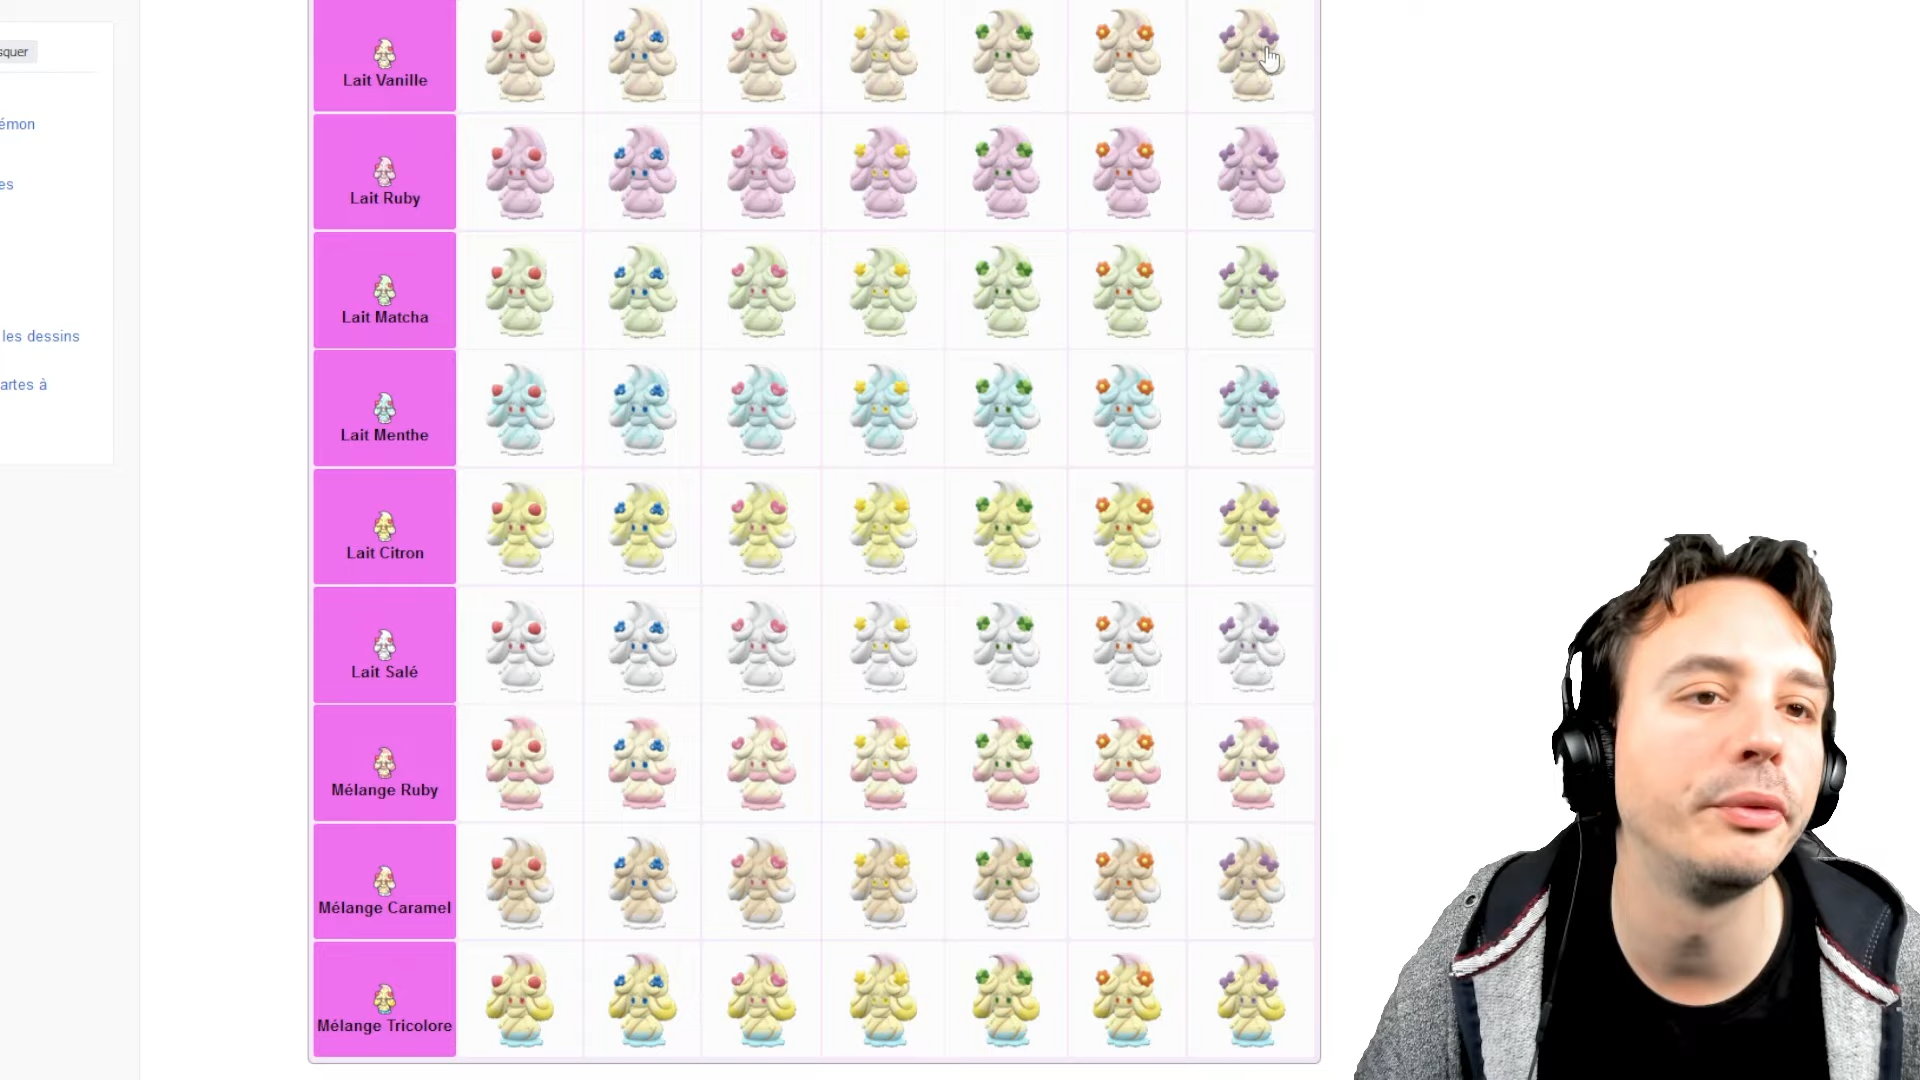 squer
émon
es
les dessins
artes à
Lait Vanille
Lait Ruby
Lait Matcha
Lait Menthe
Lait Citron
Lait Salé
Mélange Ruby
Mélange Caramel
Mélange Tricolore